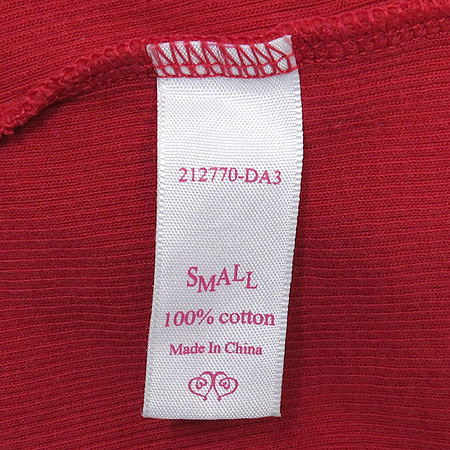 212770-DA3
SMALL
100% cotton
Made In China